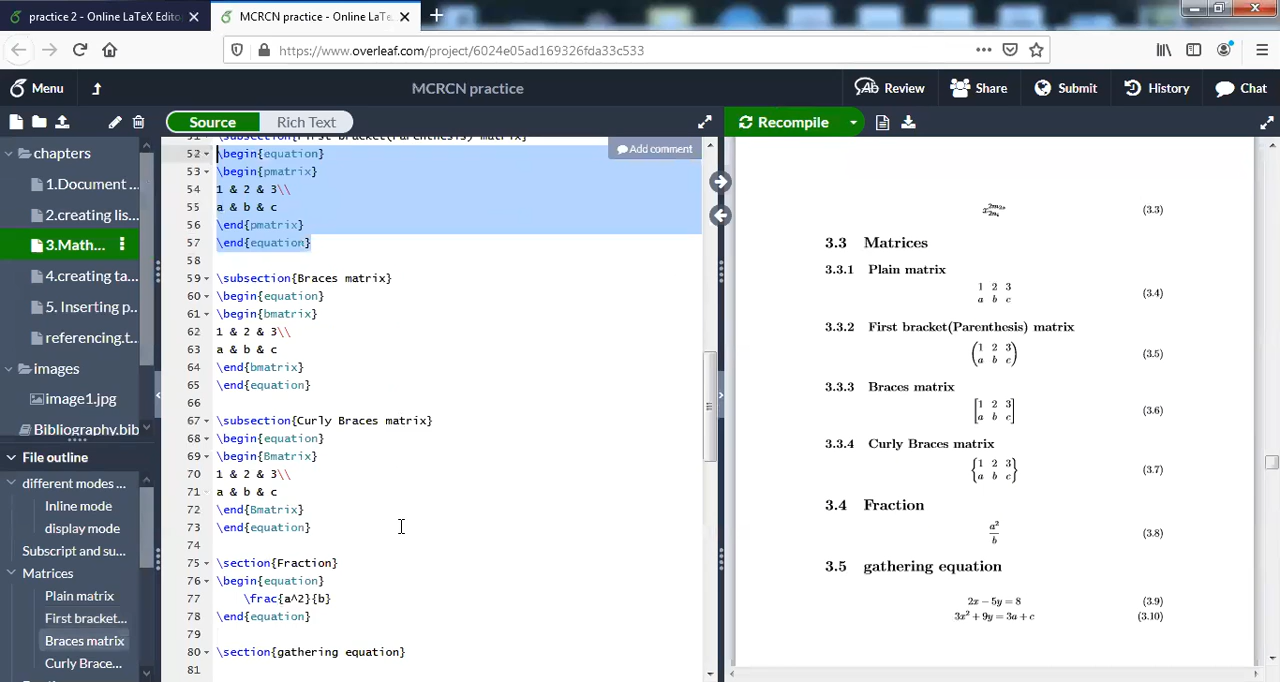 practice 2 - Online LaTeX Edito
MCRCN practice - Online LaTe
https://www.overleaf.com/project/6024e05ad169326fda33c533
Menu
MCRCN practice
Ab Review
Share
Submit
History
Chat
Source
Rich Text
Recompile
chapters
1.Document ...
2.creating lis...
3.Math...
4.creating ta...
5. Inserting p...
referencing.t...
images
image1.jpg
Bibliography.bib
File outline
different modes ...
Inline mode
display mode
Subscript and su...
Matrices
Plain matrix
First bracket...
Braces matrix
Curly Brace...
51 \subsection{First bracket(Parenthesis) matrix}
Add comment
52 \begin{equation}
53 \begin{pmatrix}
54 1 & 2 & 3\\
55 a & b & c
56 \end{pmatrix}
57 \end{equation}
58
59 \subsection{Braces matrix}
60 \begin{equation}
61 \begin{bmatrix}
62 1 & 2 & 3\\
63 a & b & c
64 \end{bmatrix}
65 \end{equation}
66
67 \subsection{Curly Braces matrix}
68 \begin{equation}
69 \begin{Bmatrix}
70 1 & 2 & 3\\
71 a & b & c
72 \end{Bmatrix}
73 \end{equation}
74
75 \section{Fraction}
76 \begin{equation}
77 \frac{a^2}{b}
78 \end{equation}
79
80 \section{gathering equation}
81
(3.3)
3.3 Matrices
3.3.1 Plain matrix
1 2 3
a b c (3.4)
3.3.2 First bracket(Parenthesis) matrix
(1 2 3
a b c) (3.5)
3.3.3 Braces matrix
[1 2 3
a b c] (3.6)
3.3.4 Curly Braces matrix
{1 2 3
a b c} (3.7)
3.4 Fraction
a²
b (3.8)
3.5 gathering equation
2x − 5y = 8 (3.9)
3x² + 9y = 3a + c (3.10)